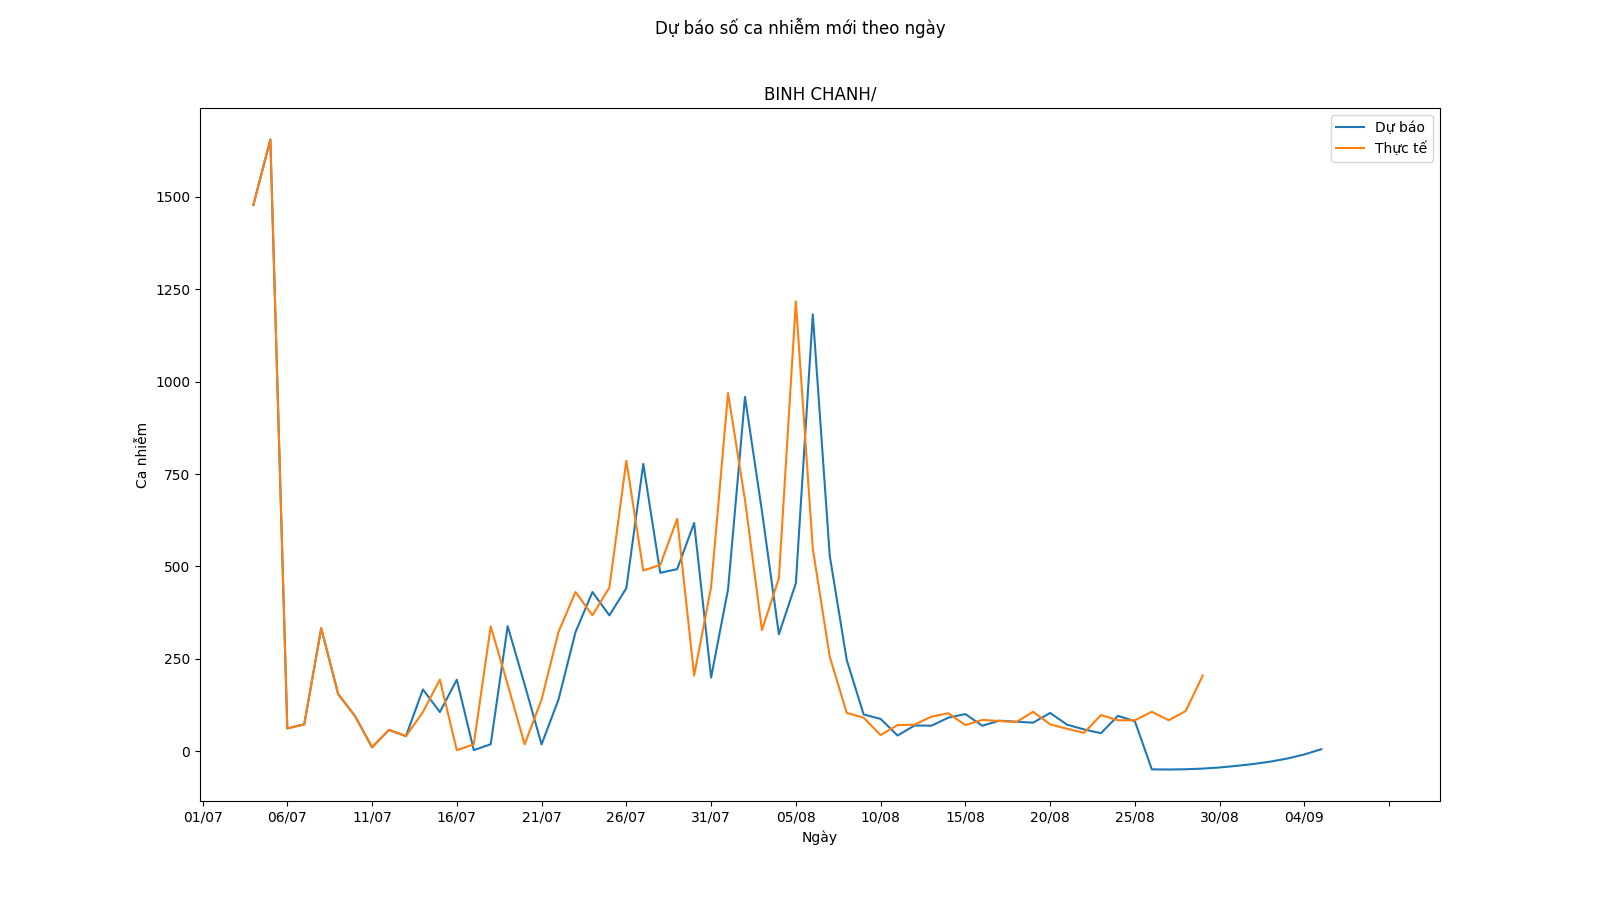 Dự báo số ca nhiễm mới theo ngày
BINH CHANH/
Dự báo
Thực tế
1500
1250
1000
750
500
250
0
Ca nhiễm
01/07 06/07 11/07 16/07 21/07 26/07 31/07 05/08 10/08 15/08 20/08 25/08 30/08 04/09
Ngày